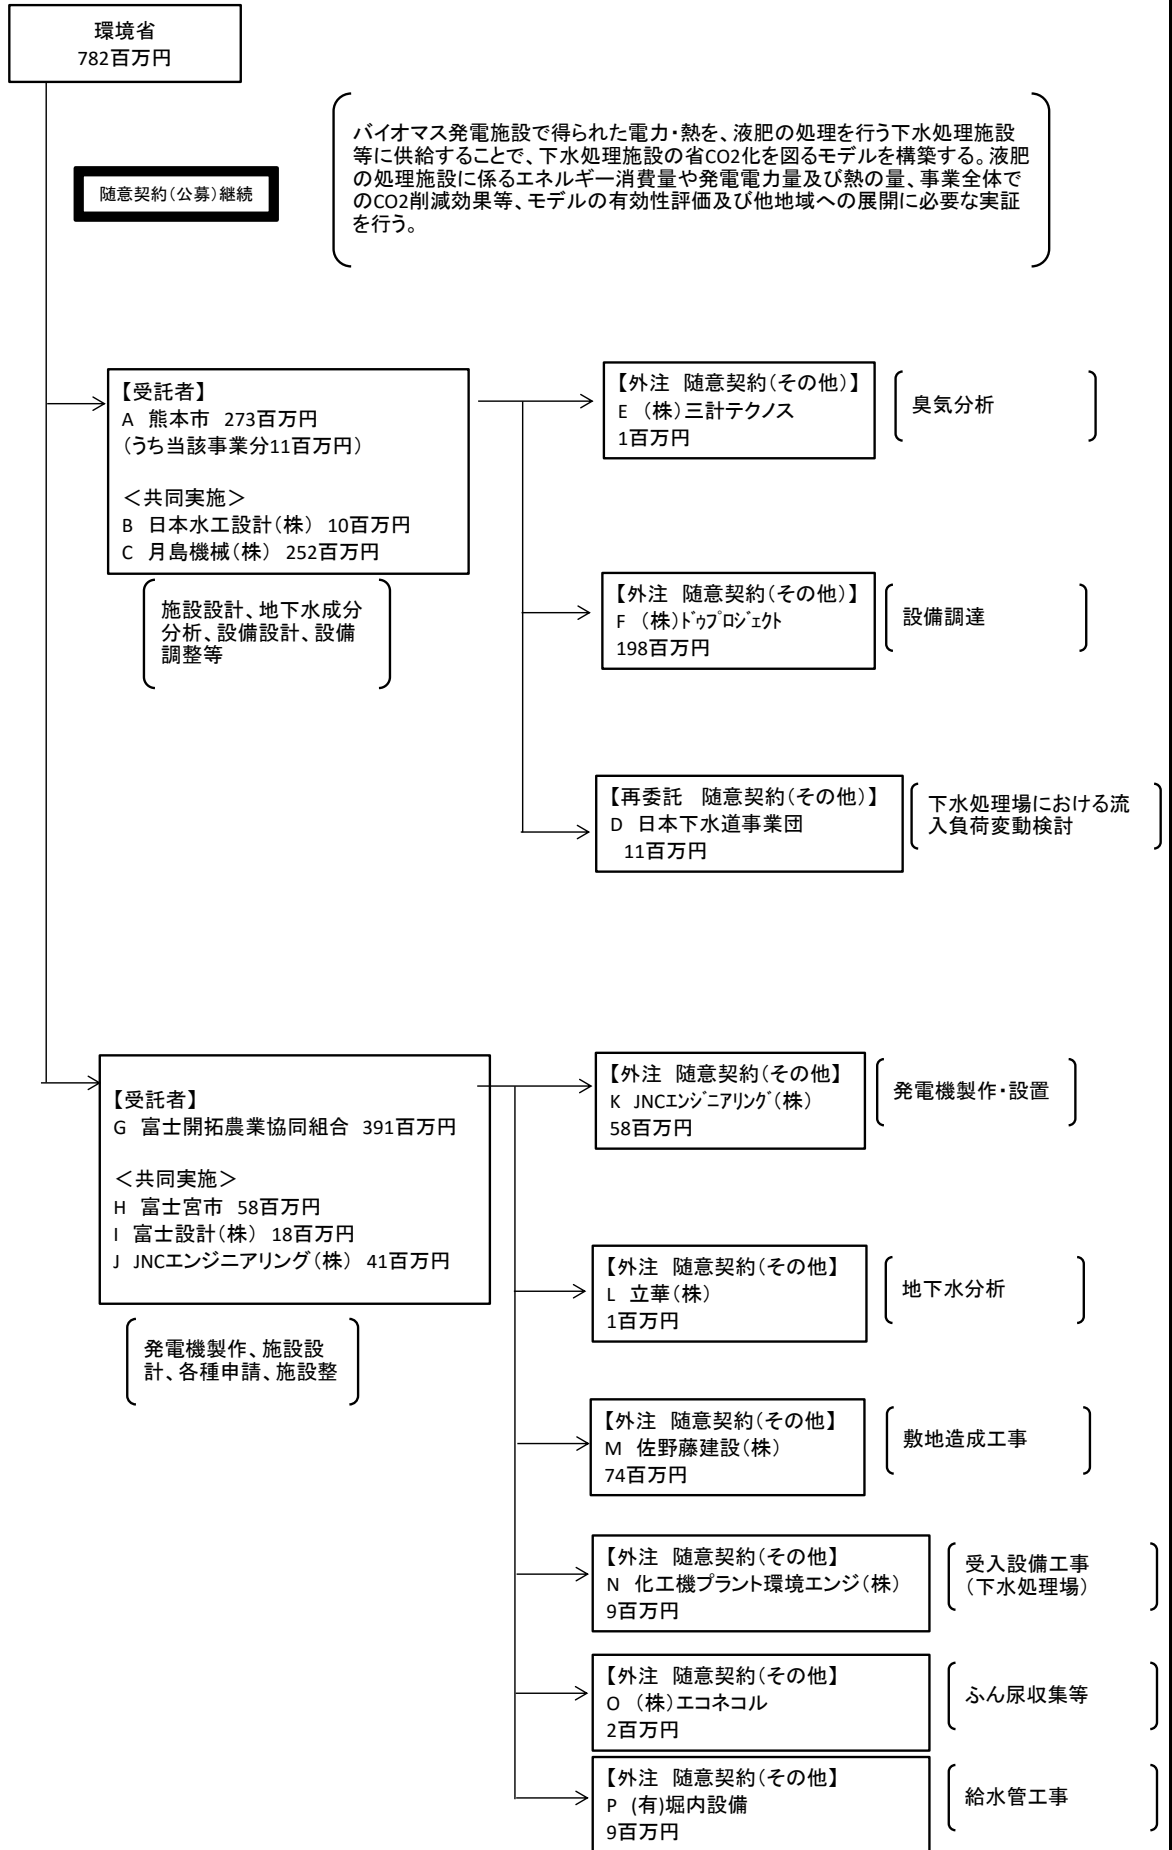 環境省
782百万円
バイオマス発電施設で得られた電力・熱を、液肥の処理を行う下水処理施設
等に供給することで、下水処理施設の省CO2化を図るモデルを構築する。液肥
の処理施設に係るエネルギー消費量や発電電力量及び熱の量、事業全体で
のCO2削減効果等、モデルの有効性評価及び他地域への展開に必要な実証
を行う。
随意契約(公募)継続
【受託者】
A 熊本市 273百万円
(うち当該事業分11百万円)
<共同実施>
B 日本水工設計(株) 10百万円
C 月島機械(株) 252百万円
施設設計、地下水成分
分析、設備設計、設備
調整等
【外注 随意契約(その他)】
E (株)三計テクノス
1百万円
臭気分析
【外注 随意契約(その他)】
F (株)ドゥプロジェクト
198百万円
設備調達
【再委託 随意契約(その他)】
D 日本下水道事業団
11百万円
下水処理場における流
入負荷変動検討
【受託者】
G 富士開拓農業協同組合 391百万円
<共同実施>
H 富士宮市 58百万円
I 富士設計(株) 18百万円
J JNCエンジニアリング(株) 41百万円
発電機製作、施設設
計、各種申請、施設整
【外注 随意契約(その他】
K JNCエンジニアリング(株)
58百万円
発電機製作・設置
【外注 随意契約(その他】
L 立華(株)
1百万円
地下水分析
【外注 随意契約(その他】
M 佐野藤建設(株)
74百万円
敷地造成工事
【外注 随意契約(その他】
N 化工機プラント環境エンジ(株)
9百万円
受入設備工事
(下水処理場)
【外注 随意契約(その他】
O (株)エコネコル
2百万円
ふん尿収集等
【外注 随意契約(その他】
P (有)堀内設備
9百万円
給水管工事